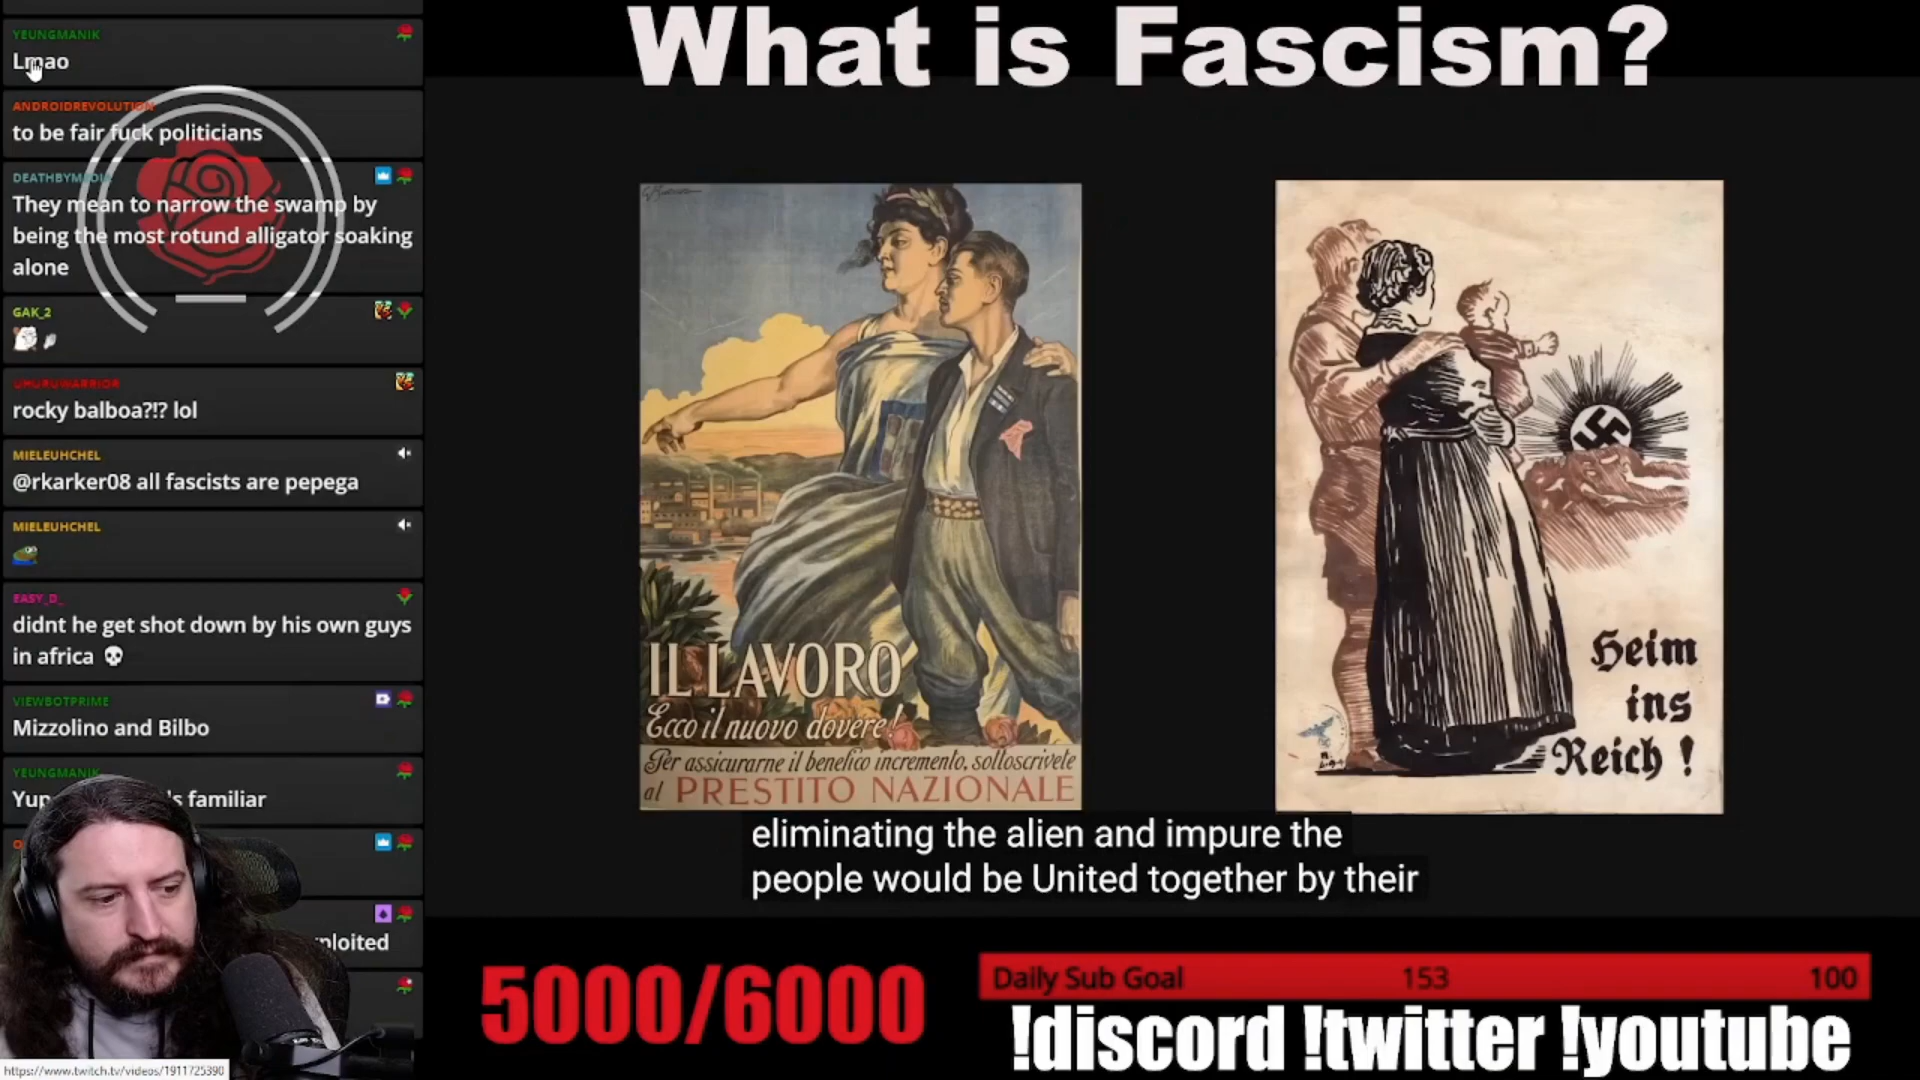 YEUNGMANIK
Lmao
ANDROIDREVOLUTION
to be fair fuck politicians
DEATHBYMEDIA
They mean to narrow the swamp by
being the most rotund alligator soaking
alone
GAK_2
UHURUWARRIOR
rocky balboa?!? lol
MIELEUHCHEL
@rkarker08 all fascists are pepega
MIELEUHCHEL
EASY_D_
didnt he get shot down by his own guys
in africa 💀
VIEWBOTPRIME
Mizzolino and Bilbo
YEUNGMANIK
Yup familiar
https://www.twitch.tv/videos/1911725390
What is Fascism?
IL LAVORO
Ecco il nuovo dovere!
Per assicurarne il benefico incremento, sottoscrivete
al PRESTITO NAZIONALE
Heim
ins
Reich !
eliminating the alien and impure the
people would be United together by their
5000/6000
Daily Sub Goal 153 100
!discord !twitter !youtube